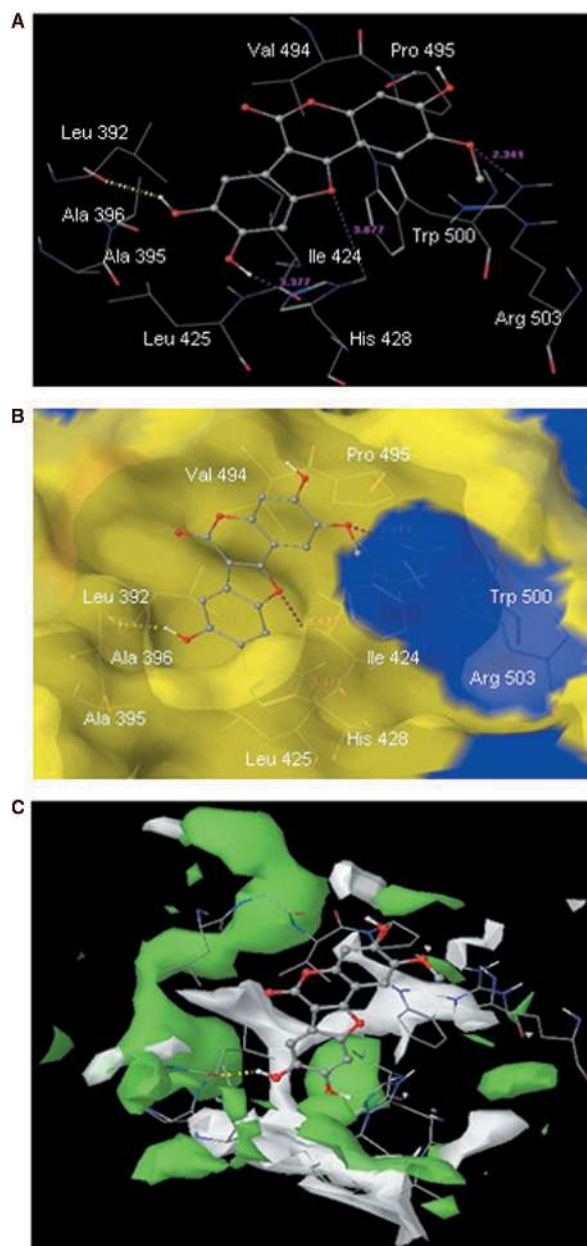 A
Val 494
Pro 495
Leu 392
2.341
Ala 396
3.677
Trp 500
Ala 395
Ile 424
3.377
Arg 503
Leu 425
His 428
B
Pro 495
Val 494
Leu 392
Trp 500
Ala 396
Ile 424
Arg 503
Ala 395
His 428
Leu 425
C